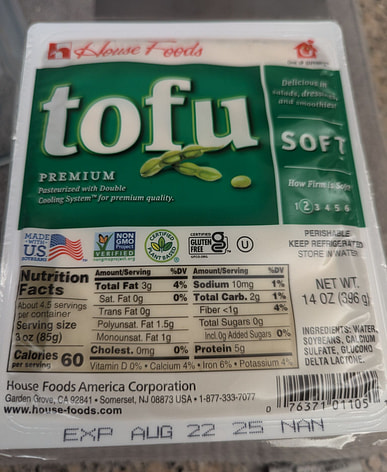 House Foods
tofu
PREMIUM
Pasteurized with Double
Cooling System™ for premium quality.
Delicious in
salads, dressings,
and smoothies!
SOFT
How Firm is Soft?
1 2 3 4 5 6
MADE
WITH
US
SOYBEANS
NON
GMO
Project
VERIFIED
nongmoproject.org
CERTIFIED
PLANT BASED
CERTIFIED
GLUTEN
FREE
GFCO.ORG
U
PERISHABLE
KEEP REFRIGERATED
STORE IN WATER
Nutrition
Facts
About 4.5 servings
per container
Serving size
3 oz (85g)
Calories 60
per serving
Amount/Serving %DV
Total Fat 3g 4%
Sat. Fat 0g 0%
Trans Fat 0g
Polyunsat. Fat 1.5g
Monounsat. Fat 1g
Cholest. 0mg 0%
Amount/Serving %DV
Sodium 10mg 1%
Total Carb. 2g 1%
Fiber <1g 4%
Total Sugars 0g
Incl. 0g Added Sugars 0%
Protein 5g
Vitamin D 0% • Calcium 4% • Iron 6% • Potassium 4%
NET WT.
14 OZ (396 g)
INGREDIENTS: WATER,
SOYBEANS, CALCIUM
SULFATE, GLUCONO
DELTA LACTONE.
House Foods America Corporation
Garden Grove, CA 92841 • Somerset, NJ 08873 USA • 1-877-333-7077
www.house-foods.com
0 76371 01105
EXP AUG 22 25 NAN